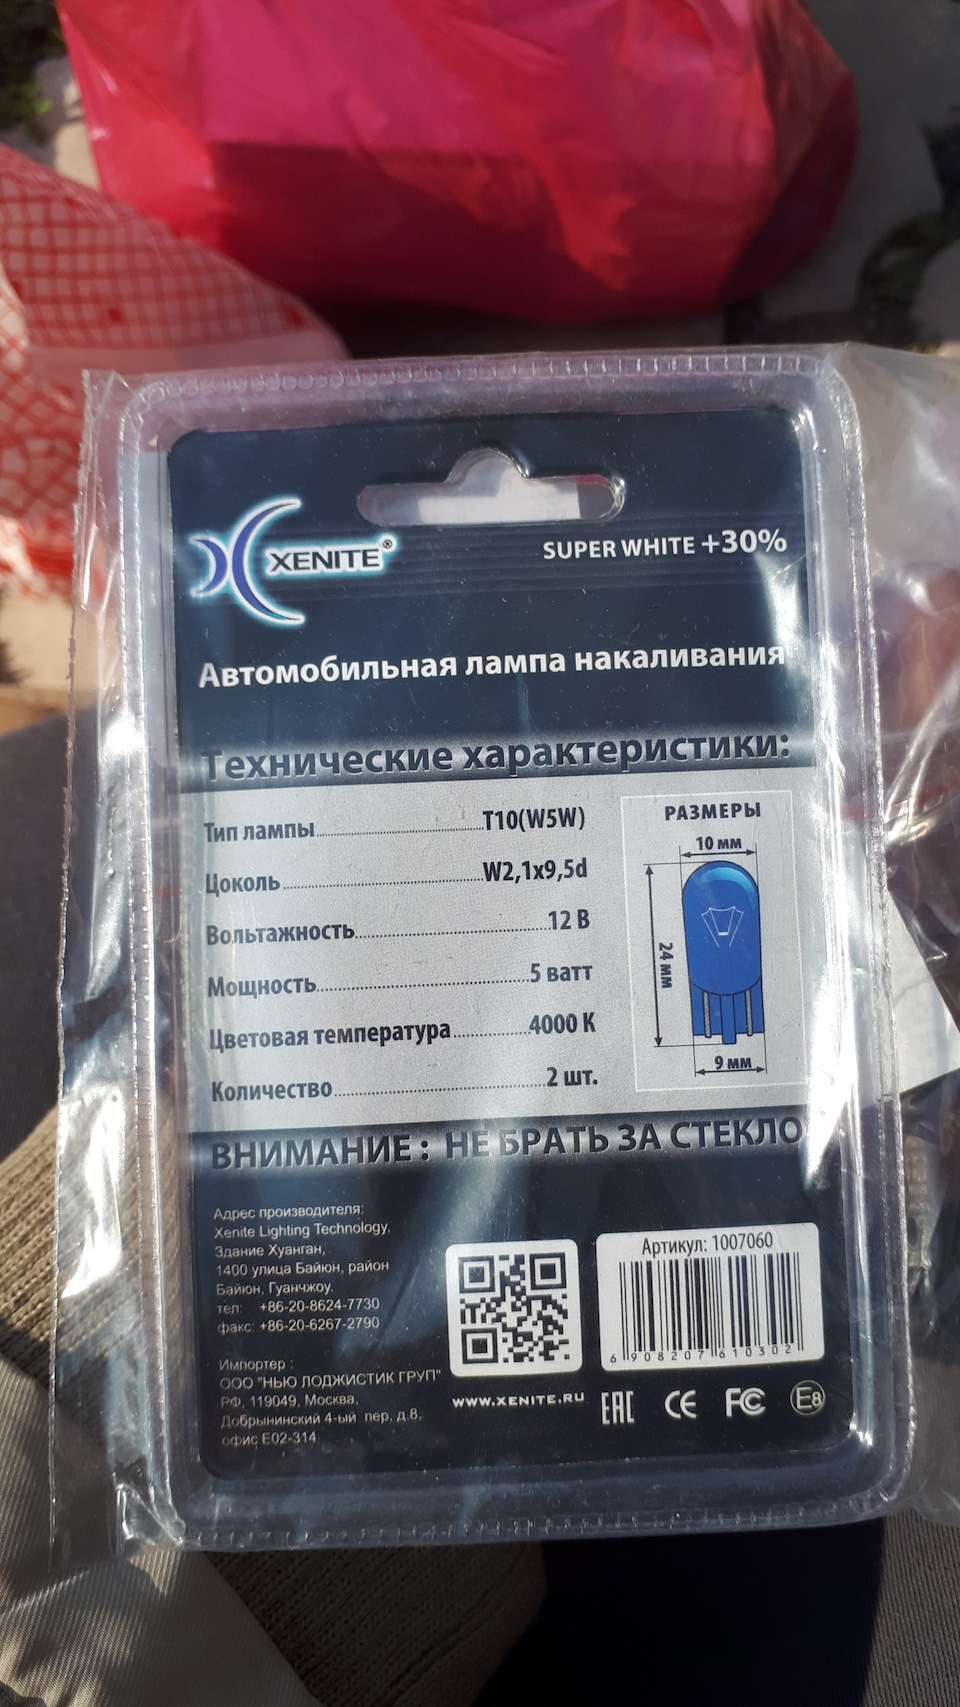 XENITE®
SUPER WHITE +30%
Автомобильная лампа накаливания
Технические характеристики:
Тип лампы T10(W5W)
Цоколь W2,1x9,5d
Вольтажность 12 В
Мощность 5 ватт
Цветовая температура 4000 К
Количество 2 шт.
РАЗМЕРЫ
10 мм
24 мм
9 мм
ВНИМАНИЕ : НЕ БРАТЬ ЗА СТЕКЛО
Адрес производителя:
Xenite Lighting Technology,
Здание Хуанган,
1400 улица Байюн, район
Байюн, Гуанчжоу.
тел: +86-20-8624-7730
факс: +86-20-6267-2790
Импортер :
ООО "НЬЮ ЛОДЖИСТИК ГРУП"
РФ, 119049, Москва,
Добрынинский 4-ый пер, д.8,
офис Е02-314
WWW.XENITE.RU
Артикул: 1007060
6 908207 610302
EAC CE FC E8